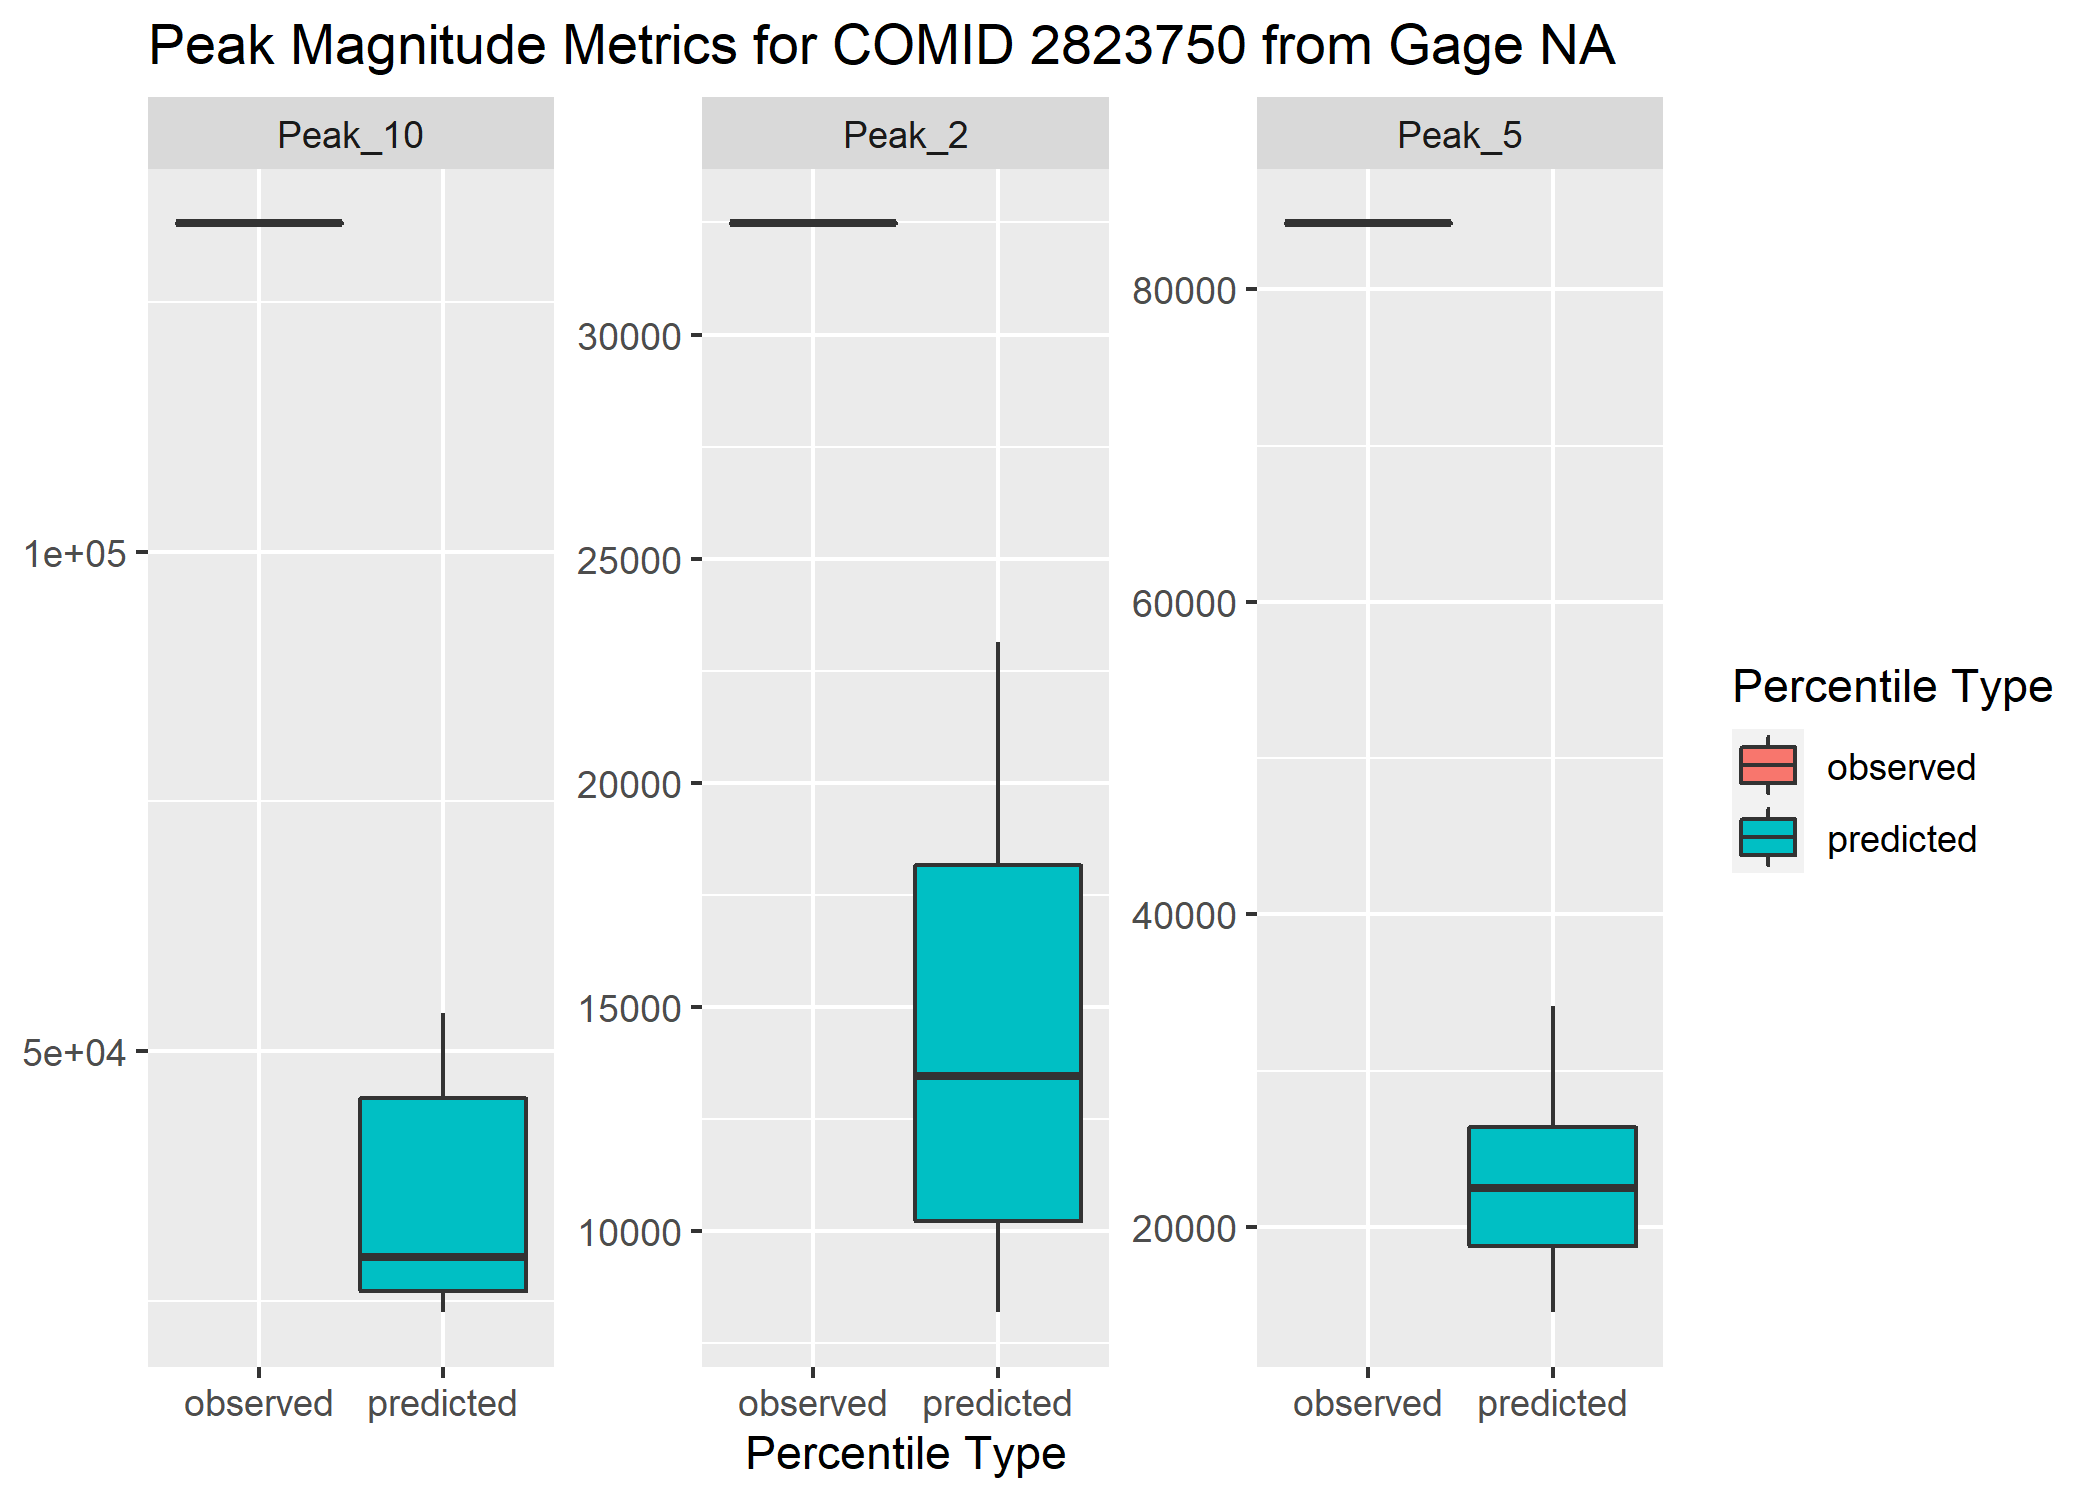 Peak Magnitude Metrics for COMID 2823750 from Gage NA
Peak_10
Peak_2
Peak_5
1e+05
5e+04
30000
25000
20000
15000
10000
80000
60000
40000
20000
observed predicted
observed predicted
observed predicted
Percentile Type
Percentile Type
observed
predicted